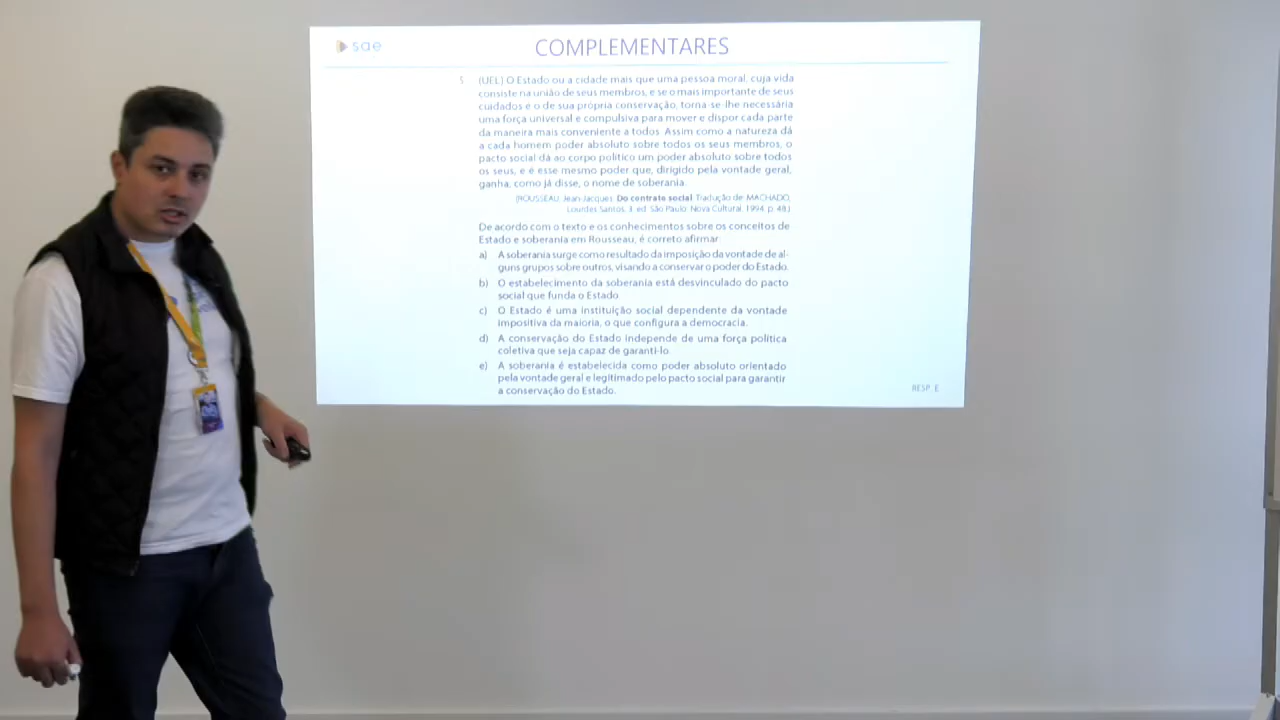 sae
COMPLEMENTARES
5. (UEL) O Estado ou a cidade mais que uma pessoa moral, cuja vida
consiste na união de seus membros, e se o mais importante de seus
cuidados é o de sua própria conservação, torna-se-lhe necessária
uma força universal e compulsiva para mover e dispor cada parte
da maneira mais conveniente a todos. Assim como a natureza dá
a cada homem poder absoluto sobre todos os seus membros, o
pacto social dá ao corpo político um poder absoluto sobre todos
os seus, e é esse mesmo poder que, dirigido pela vontade geral,
ganha, como já disse, o nome de soberania.
(ROUSSEAU, Jean-Jacques. Do contrate social. Tradução de MACHADO,
Lourdes Santos. 3. ed. São Paulo: Nova Cultural, 1994. p. 48.)
De acordo com o texto e os conhecimentos sobre os conceitos de
Estado e soberania em Rousseau, é correto afirmar:
a) A soberania surge como resultado da imposição da vontade de al-
guns grupos sobre outros, visando a conservar o poder do Estado.
b) O estabelecimento da soberania está desvinculado do pacto
social que funda o Estado.
c) O Estado é uma instituição social dependente da vontade
impositiva da maioria, o que configura a democracia.
d) A conservação do Estado independe de uma força política
coletiva que seja capaz de garanti-lo.
e) A soberania é estabelecida como poder absoluto orientado
pela vontade geral e legitimado pelo pacto social para garantir
a conservação do Estado.
RESP. E